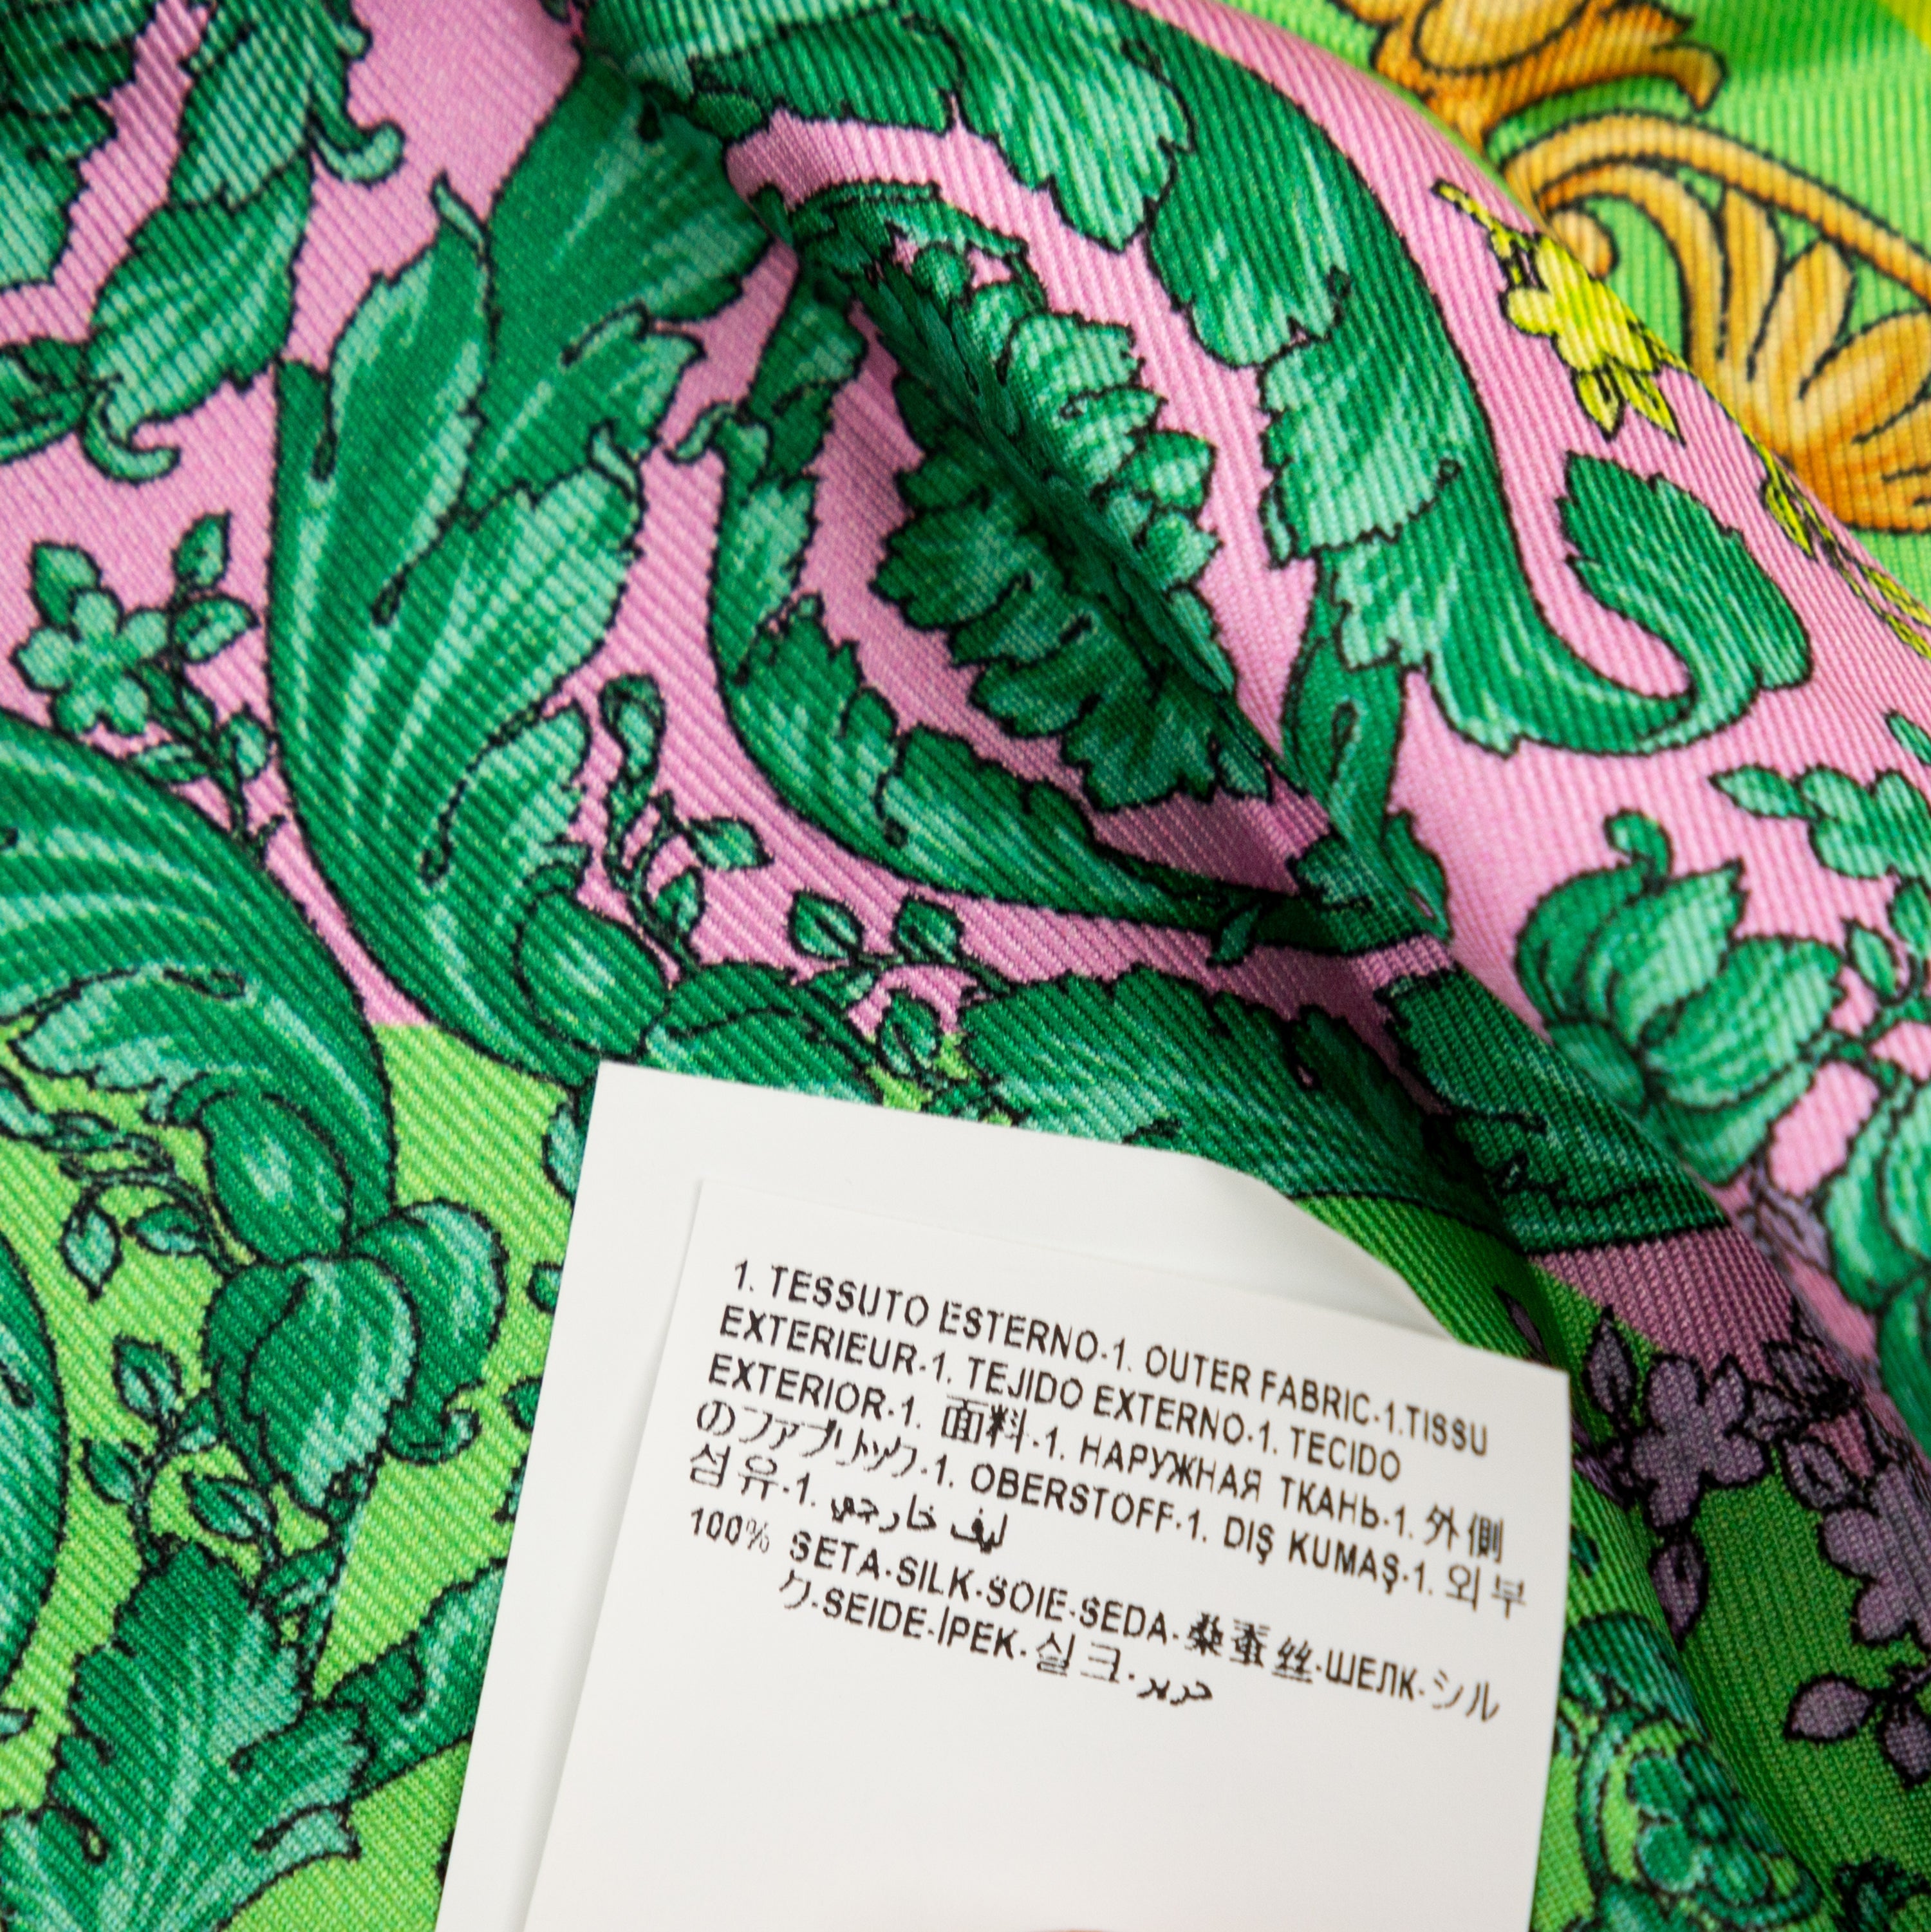 1. TESSUTO ESTERNO-1. OUTER FABRIC-1.TISSU
EXTERIEUR-1. TEJIDO EXTERNO-1. TECIDO
EXTERIOR-1. 面料-1. НАРУЖНАЯ ТКАНЬ-1. 外側
のファブリック-1. OBERSTOFF-1. DIŞ KUMAŞ-1. 외부
섬유-1. ليف خارجي
100% SETA-SILK-SOIE-SEDA-桑蚕丝-ШЕЛК-シル
ク-SEIDE-İPEK-실크-حرير